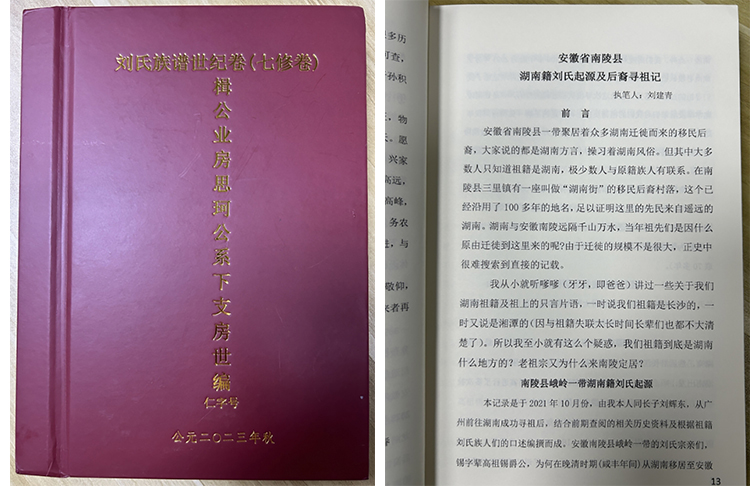 刘氏族谱世纪卷(七修卷)
楫公业房思珂公系下支房世编
仁字号
公元二〇二三年秋
安徽省南陵县
湖南籍刘氏起源及后裔寻祖记
执笔人:刘建青
前 言
安徽省南陵县一带聚居着众多湖南迁徙而来的移民后
裔,大家说的都是湖南方言,操习着湖南风俗。但其中大多
数人只知道祖籍是湖南,极少数人与原籍族人有联系。在南
陵县三里镇有一座叫做“湖南街”的移民后裔村落,这个已
经沿用了 100 多年的地名,足以证明这里的先民来自遥远的
湖南。湖南与安徽南陵远隔千山万水,当年祖先们是因什么
原由迁徙到这里来的呢?由于迁徙的规模不是很大,正史中
很难搜索到直接的记载。
我从小就听嗲嗲(牙牙,即爸爸)讲过一些关于我们
湖南祖籍及祖上的只言片语,一时说我们祖籍是长沙的,一
时又说是湘潭的(因与祖籍失联太长时间长辈们也都不大清
楚了)。所以我至小就有这么个疑惑,我们祖籍到底是湖南
什么地方的?老祖宗又为什么来南陵定居?
南陵县峨岭一带湖南籍刘氏起源
本记录是于 2021 年 10 月份,由我本人同长子刘辉东,从广
州前往湖南成功寻祖后,结合前期查阅的相关历史资料及根据祖籍
刘氏族人们的口述编撰而成。安徽南陵县峨岭一带的刘氏宗亲们,
锡字辈高祖锡爵公,为何在晚清时期(咸丰年间)从湖南移居至安徽
13